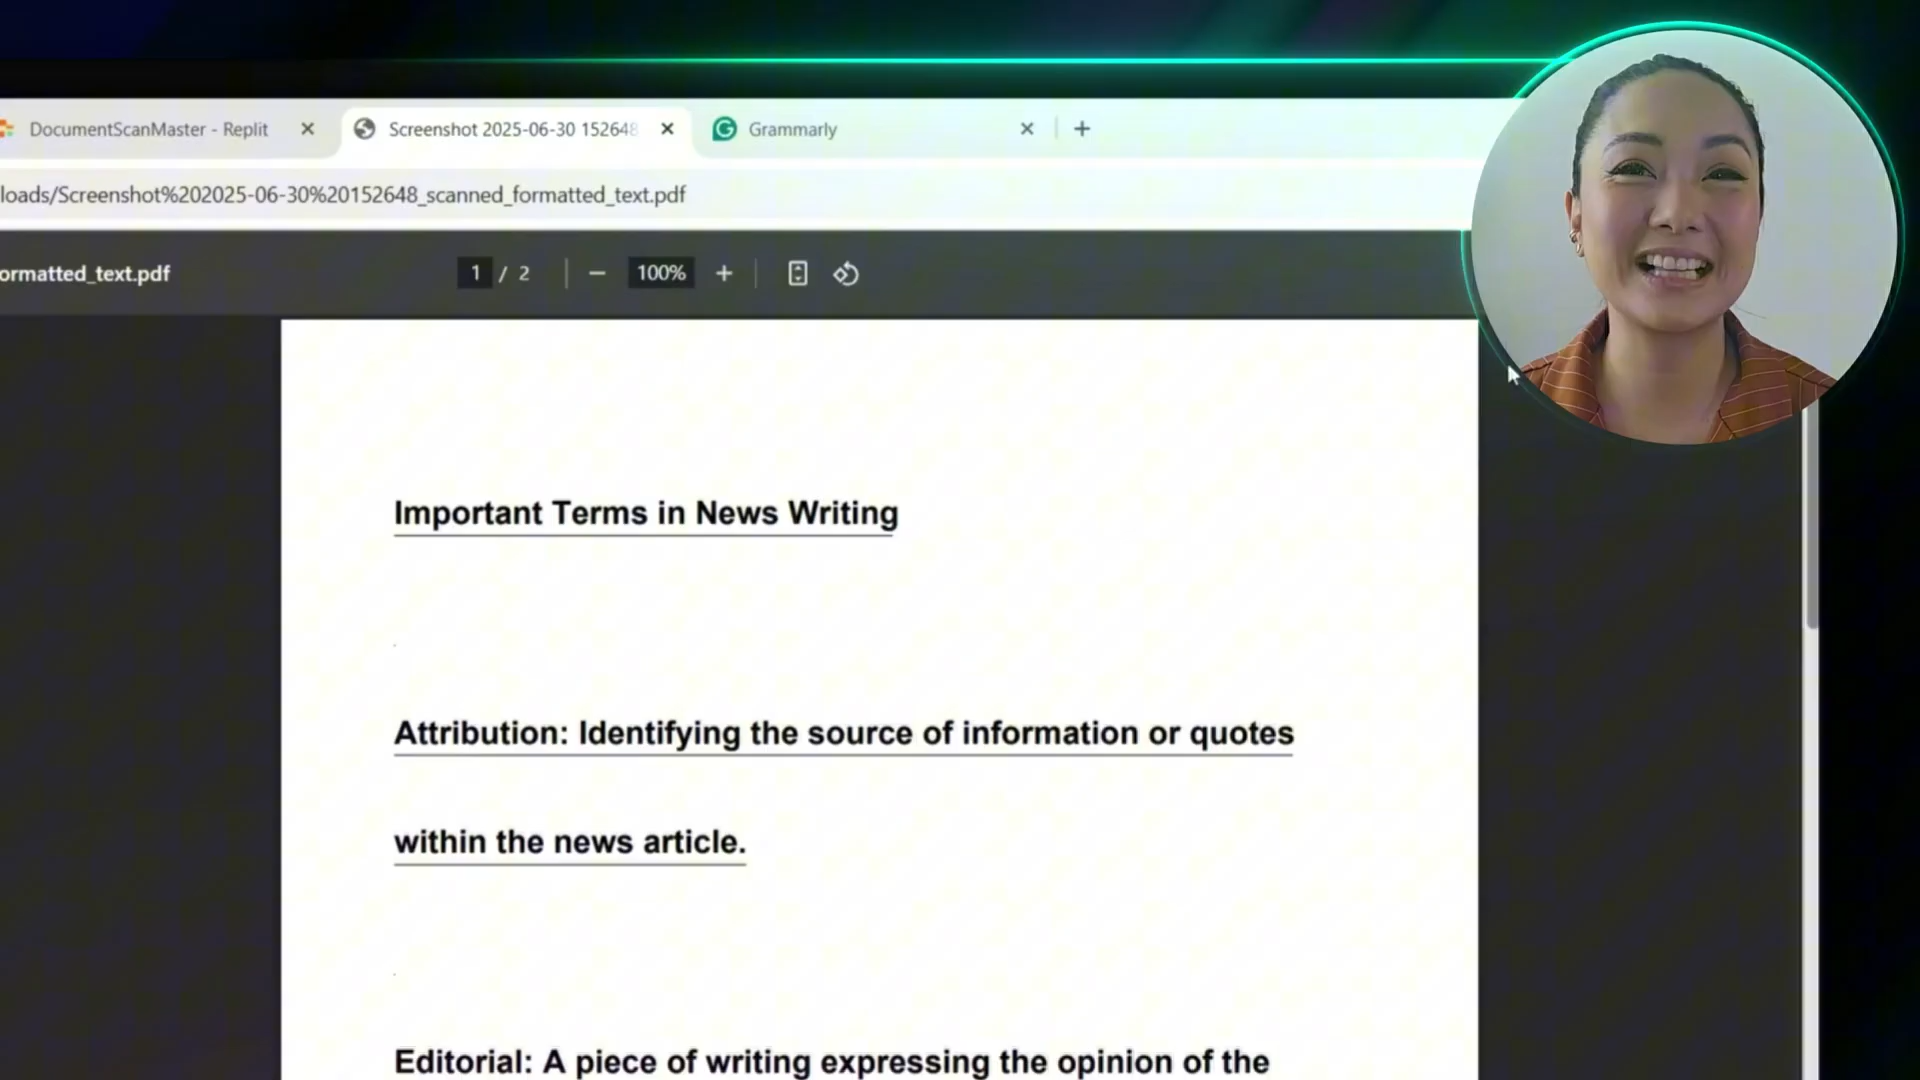 DocumentScanMaster - Replit
Screenshot 2025-06-30 152648
Grammarly
loads/Screenshot%202025-06-30%20152648_scanned_formatted_text.pdf
ormatted_text.pdf
1 / 2
100%
Important Terms in News Writing
Attribution: Identifying the source of information or quotes
within the news article.
Editorial: A piece of writing expressing the opinion of the